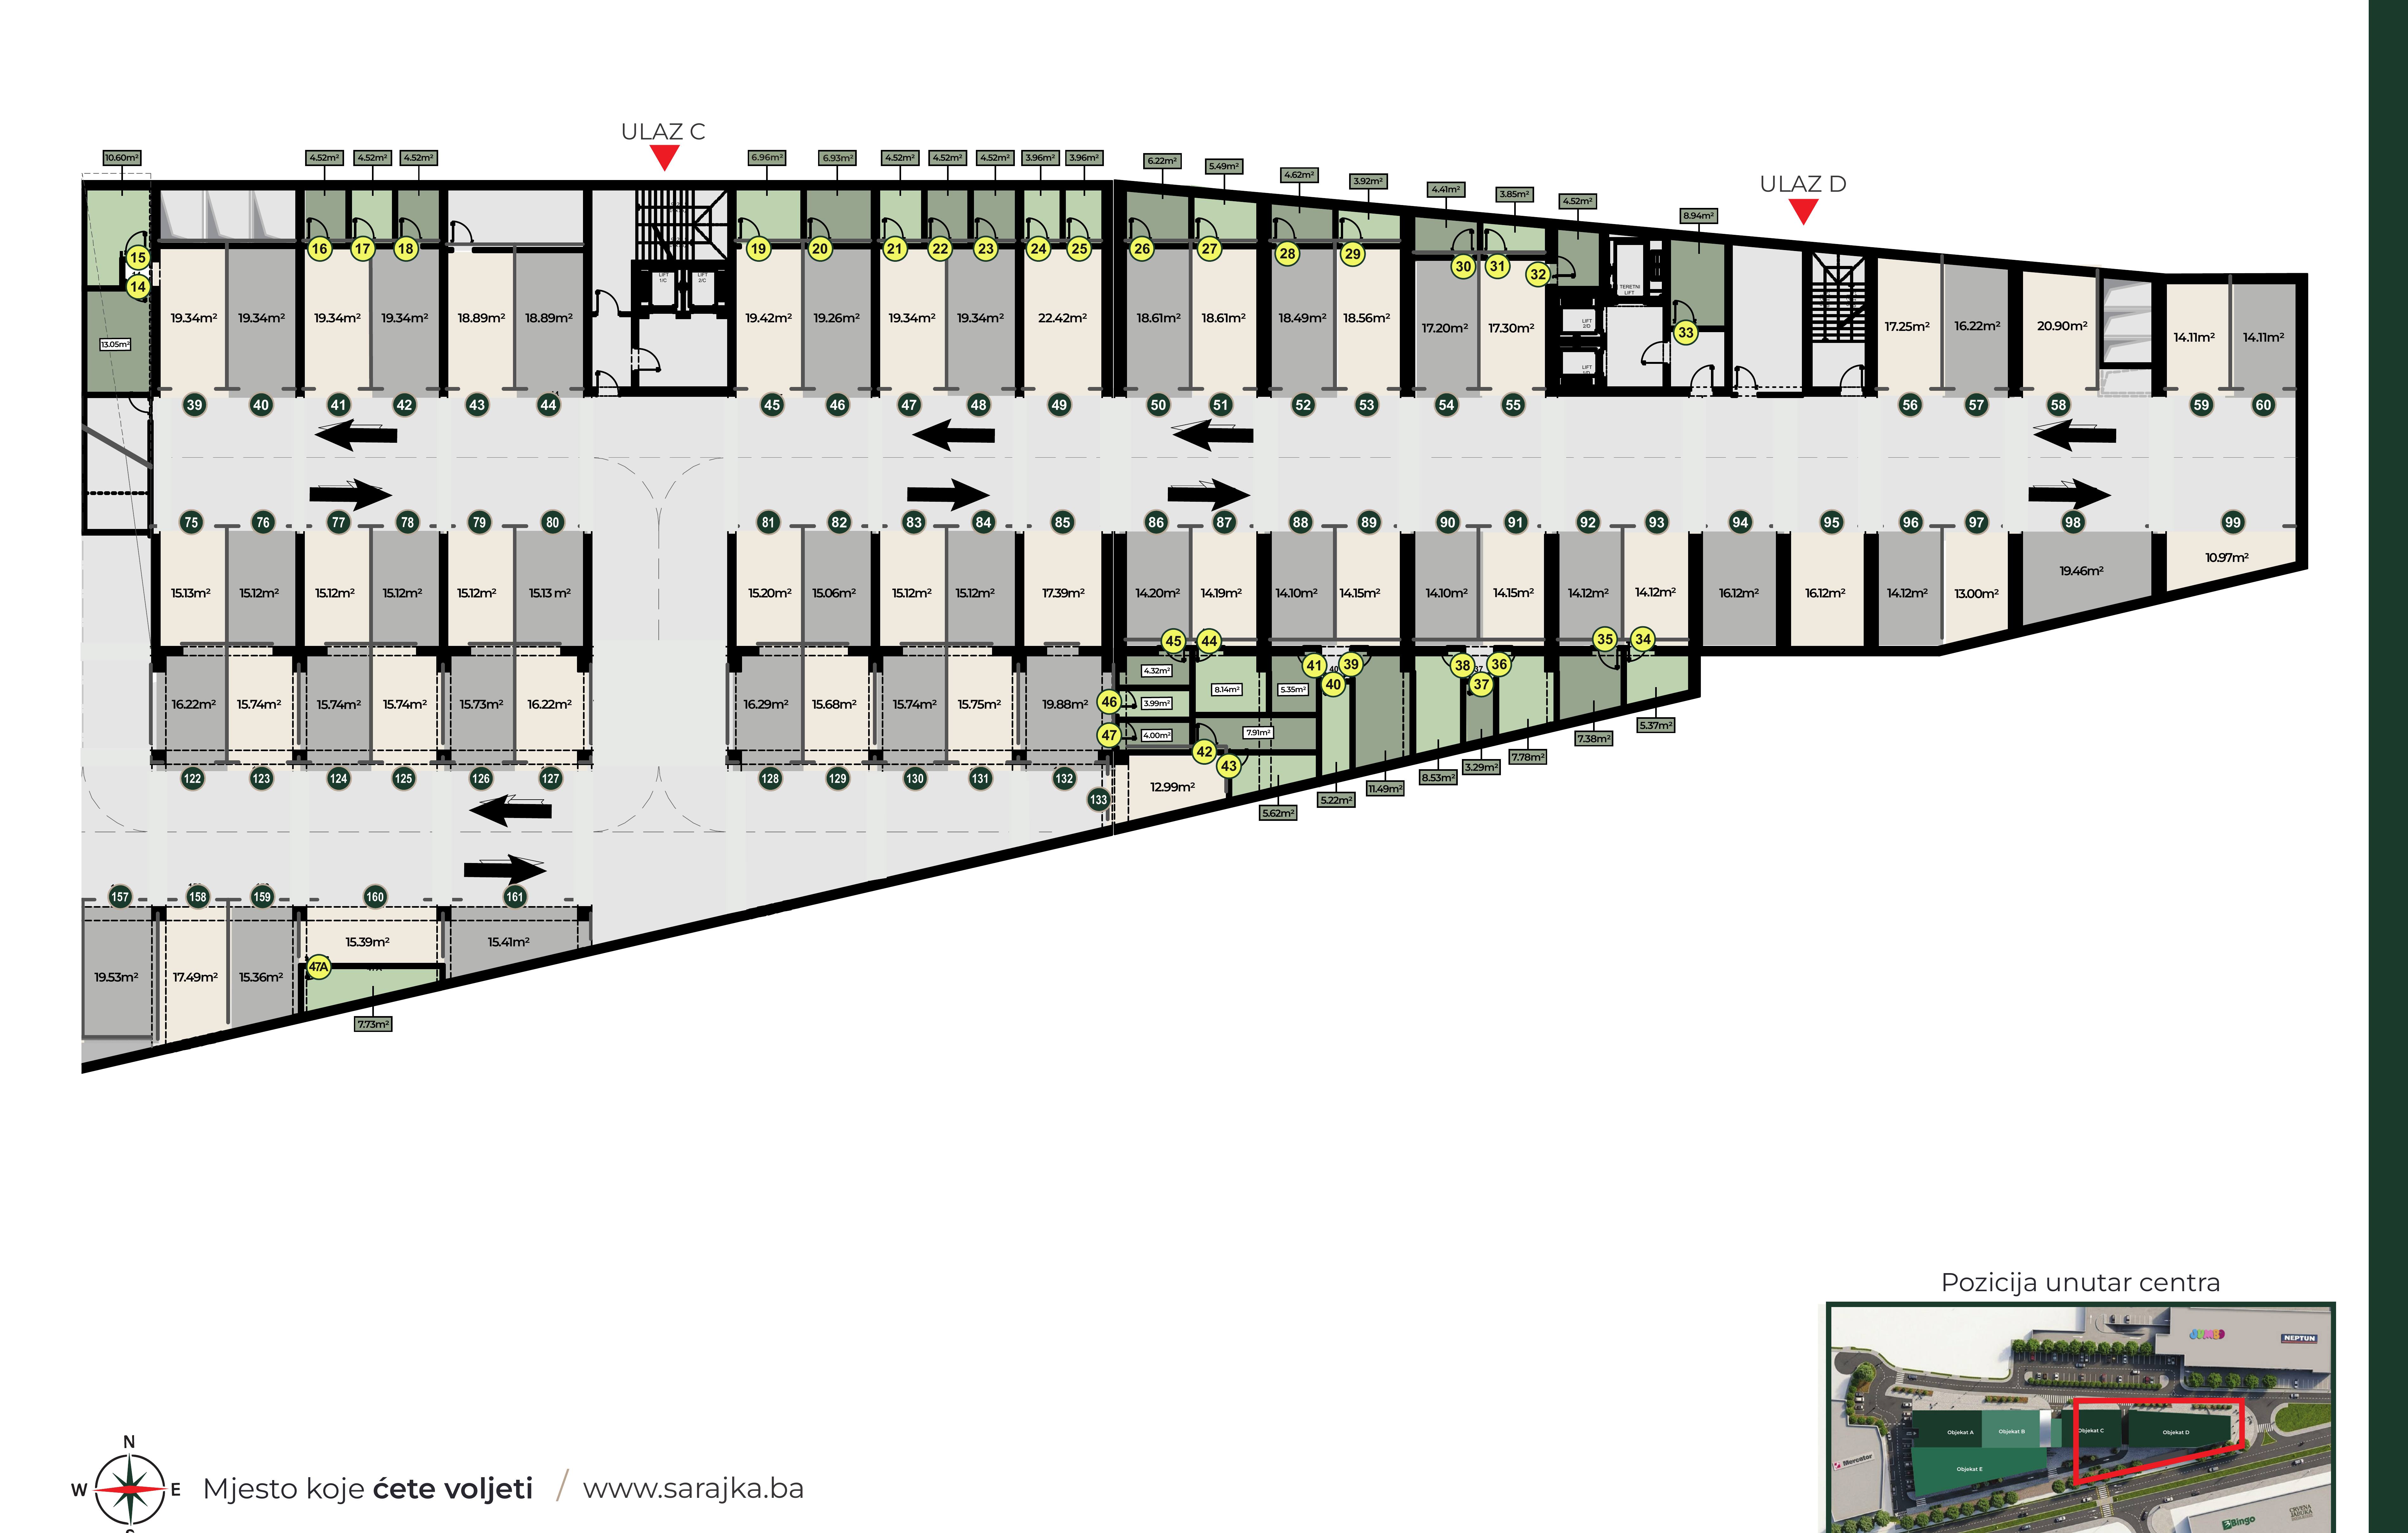 ULAZ C
ULAZ D
10.60m² 4.52m² 4.52m² 4.52m² 6.96m² 6.93m² 4.52m² 4.52m² 4.52m² 3.96m² 3.96m² 6.22m² 5.49m² 4.62m² 3.92m² 4.41m² 3.85m² 4.52m² 8.94m²
15 16 17 18 19 20 21 22 23 24 25 26 27 28 29 30 31 32
14 33
LIFT 1/C
LIFT 2/C
TERETNI LIFT
LIFT 2/D
LIFT
13.05m²
19.34m² 19.34m² 19.34m² 19.34m² 18.89m² 18.89m² 19.42m² 19.26m² 19.34m² 19.34m² 22.42m² 18.61m² 18.61m² 18.49m² 18.56m² 17.20m² 17.30m² 17.25m² 16.22m² 20.90m² 14.11m² 14.11m²
39 40 41 42 43 44 45 46 47 48 49 50 51 52 53 54 55 56 57 58 59 60
75 76 77 78 79 80 81 82 83 84 85 86 87 88 89 90 91 92 93 94 95 96 97 98 99
15.13m² 15.12m² 15.12m² 15.12m² 15.12m² 15.13 m² 15.20m² 15.06m² 15.12m² 15.12m² 17.39m² 14.20m² 14.19m² 14.10m² 14.15m² 14.10m² 14.15m² 14.12m² 14.12m² 16.12m² 16.12m² 14.12m² 13.00m² 19.46m² 10.97m²
45 44 41 40 39 38 37 36 35 34
40 37
4.32m² 8.14m² 5.35m²
46 3.99m²
47 4.00m² 7.91m²
42 43
16.22m² 15.74m² 15.74m² 15.74m² 15.73m² 16.22m² 16.29m² 15.68m² 15.74m² 15.75m² 19.88m²
122 123 124 125 126 127 128 129 130 131 132
133 12.99m²
5.62m² 5.22m² 11.49m² 8.53m² 3.29m² 7.78m² 7.38m² 5.37m²
157 158 159 160 161
19.53m² 17.49m² 15.36m² 15.39m² 15.41m²
47A
7.73m²
Pozicija unutar centra
JUMBO
NEPTUN
Objekat A
Objekat B
Objekat C
Objekat D
Objekat E
Mercator
CRVENA JABUKA
Bingo
N
W E
S
Mjesto koje ćete voljeti / www.sarajka.ba